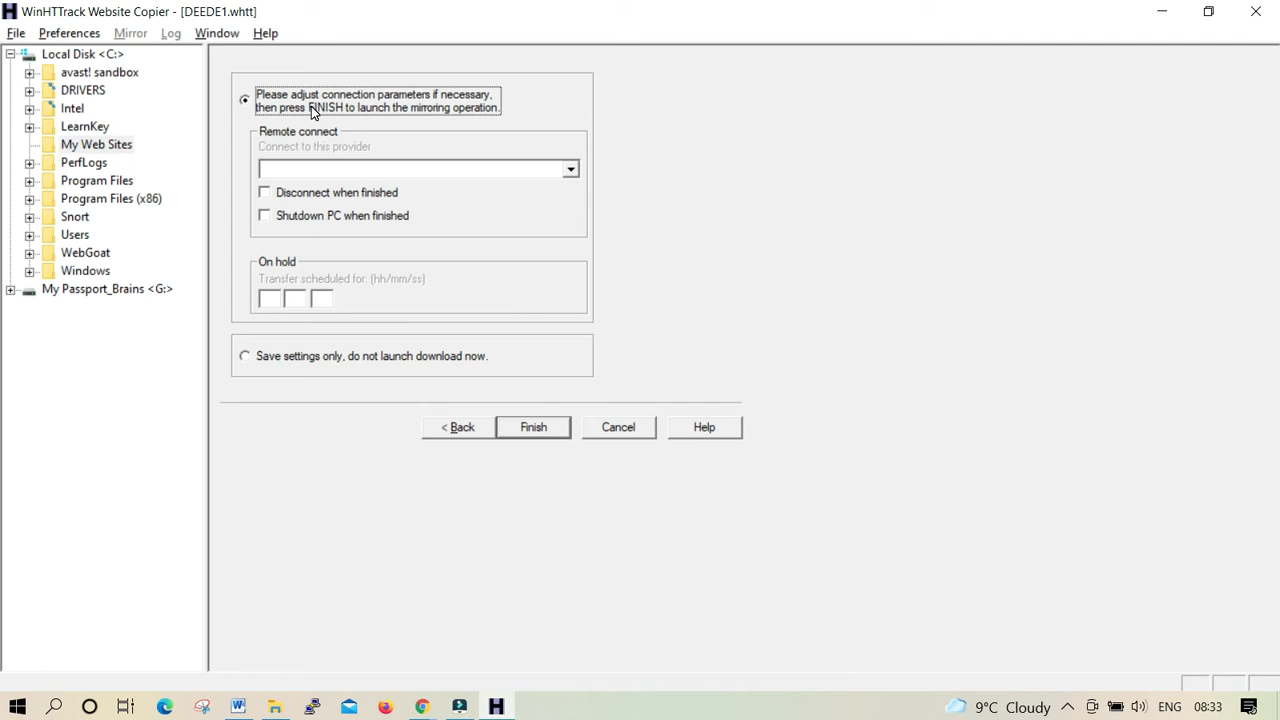 WinHTTrack Website Copier - [DEEDE1.whtt]
File Preferences Mirror Log Window Help
Local Disk <C:>
avast! sandbox
DRIVERS
Intel
LearnKey
My Web Sites
PerfLogs
Program Files
Program Files (x86)
Snort
Users
WebGoat
Windows
My Passport_Brains <G:>
Please adjust connection parameters if necessary,
then press FINISH to launch the mirroring operation.
Remote connect
Connect to this provider
Disconnect when finished
Shutdown PC when finished
On hold
Transfer scheduled for: (hh/mm/ss)
Save settings only, do not launch download now.
< Back Finish Cancel Help
9°C Cloudy ENG 08:33